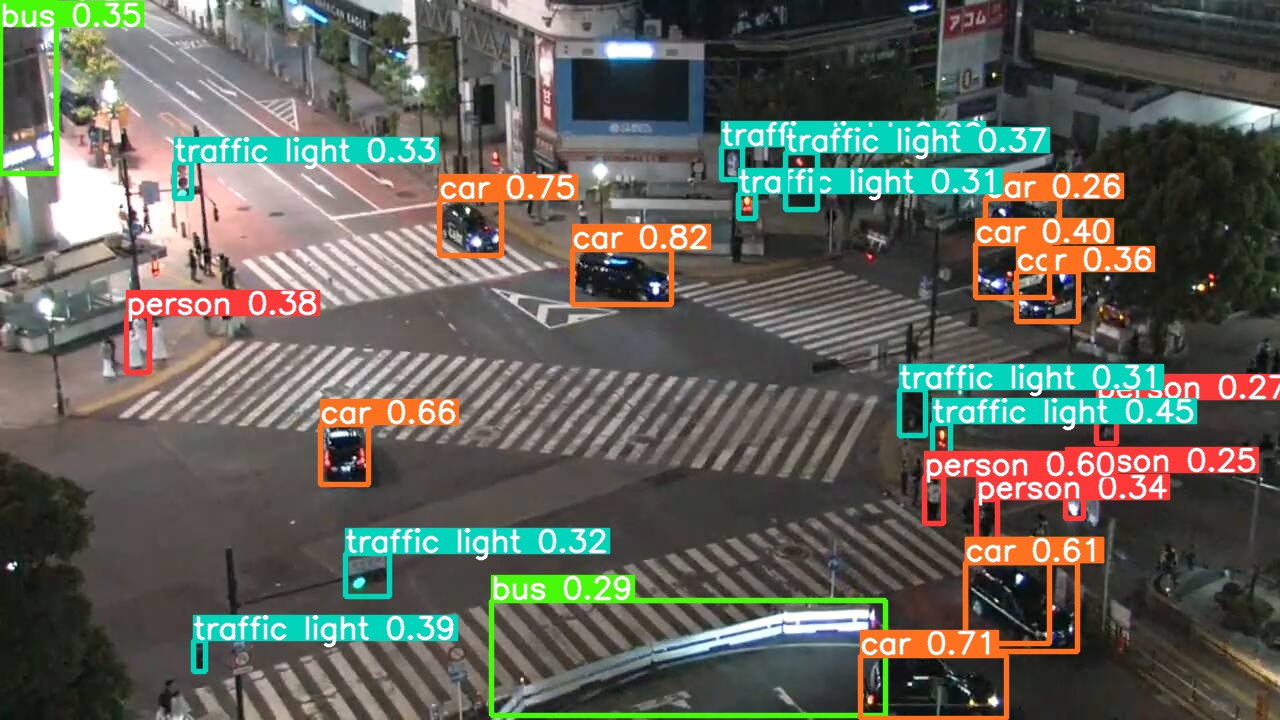 bus 0.35
AMERICAN EAGLE
アコム
traffic light 0.33
traffic light 0.37
traffic light 0.31
car 0.75
car 0.26
car 0.82
car 0.40
car 0.36
person 0.38
traffic light 0.31
person 0.27
car 0.66
traffic light 0.45
person 0.60
son 0.25
person 0.34
traffic light 0.32
car 0.61
bus 0.29
traffic light 0.39
car 0.71